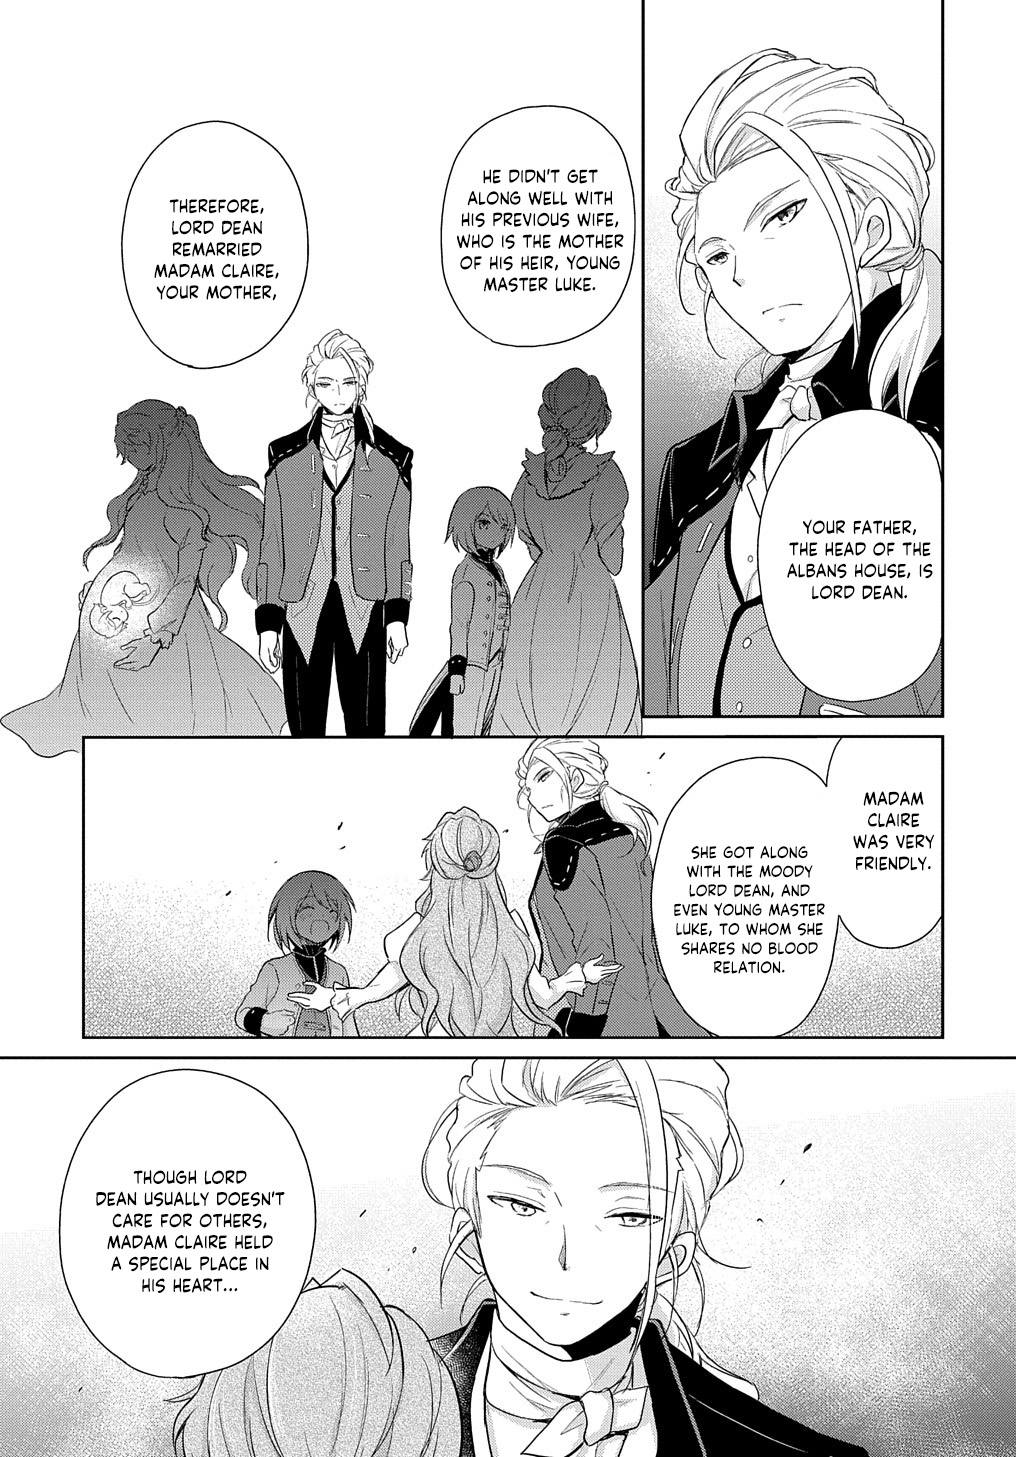 YOUR FATHER,
THE HEAD OF THE
ALBANS HOUSE, IS
LORD DEAN.
HE DIDN'T GET
ALONG WELL WITH
HIS PREVIOUS WIFE,
WHO IS THE MOTHER
OF HIS HEIR, YOUNG
MASTER LUKE.
THEREFORE,
LORD DEAN
REMARRIED
MADAM CLAIRE,
YOUR MOTHER,
MADAM
CLAIRE
WAS VERY
FRIENDLY.
SHE GOT ALONG
WITH THE MOODY
LORD DEAN, AND
EVEN YOUNG MASTER
LUKE, TO WHOM SHE
SHARES NO BLOOD
RELATION.
THOUGH LORD
DEAN USUALLY DOESN'T
CARE FOR OTHERS,
MADAM CLAIRE HELD
A SPECIAL PLACE IN
HIS HEART...